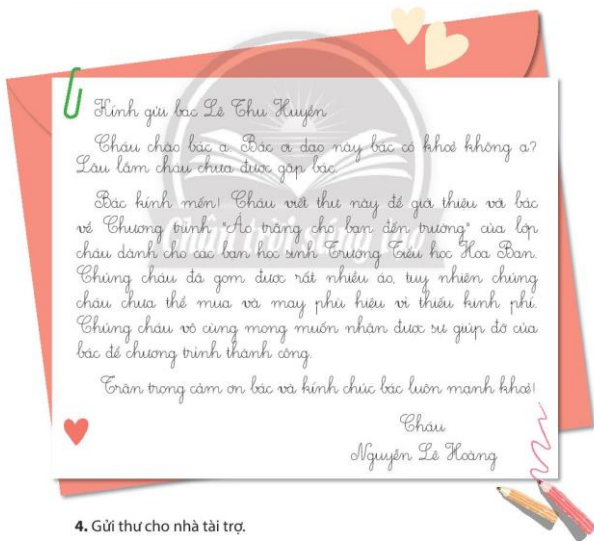 Kính gửi bác Lê Thu Huyền
Cháu chào bác ạ. Bác ơi dạo này bác có khoẻ không ạ?
Lâu lắm cháu chưa được gặp bác.
Bác kính mến! Cháu viết thư này để giới thiệu với bác
về Chương trình "Áo trắng cho bạn đến trường" của lớp
cháu dành cho các bạn học sinh Trường Tiểu học Hoa Ban.
Chúng cháu đã gom được rất nhiều áo, tuy nhiên chúng
cháu chưa thể mua và may phù hiệu vì thiếu kinh phí.
Chúng cháu vô cùng mong muốn nhận được sự giúp đỡ của
bác để chương trình thành công.
Trân trọng cảm ơn bác và kính chúc bác luôn mạnh khoẻ!
Cháu
Nguyễn Lê Hoàng
Chân trời sáng tạo
4. Gửi thư cho nhà tài trợ.